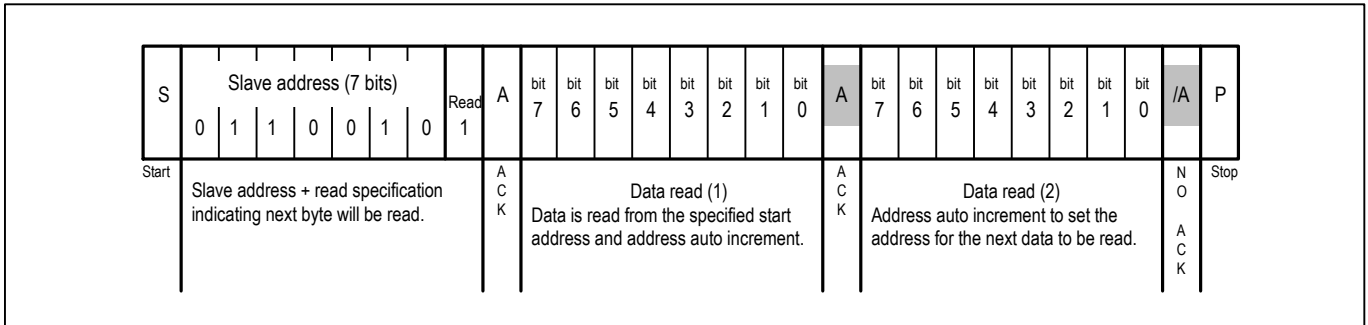 S
Slave address (7 bits)
0 1 1 0 0 1 0
Read
1
A
bit bit bit bit bit bit bit bit
7 6 5 4 3 2 1 0
A
bit bit bit bit bit bit bit bit
7 6 5 4 3 2 1 0
/A
P
Start
Slave address + read specification
indicating next byte will be read.
A
C
K
Data read (1)
Data is read from the specified start
address and address auto increment.
A
C
K
Data read (2)
Address auto increment to set the
address for the next data to be read.
N
O
A
C
K
Stop